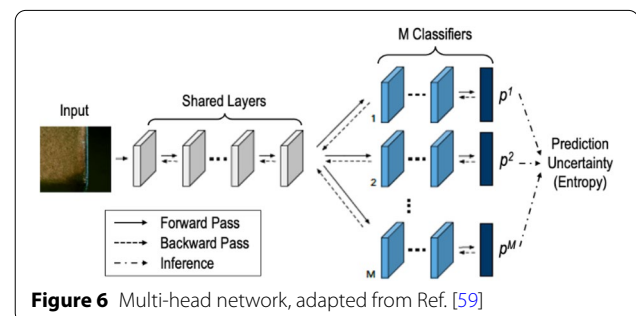 M Classifiers
Shared Layers
Input
1
p¹
2
p²
M
pᴹ
Prediction
Uncertainty
(Entropy)
Forward Pass
Backward Pass
Inference
Figure 6 Multi-head network, adapted from Ref. [59]